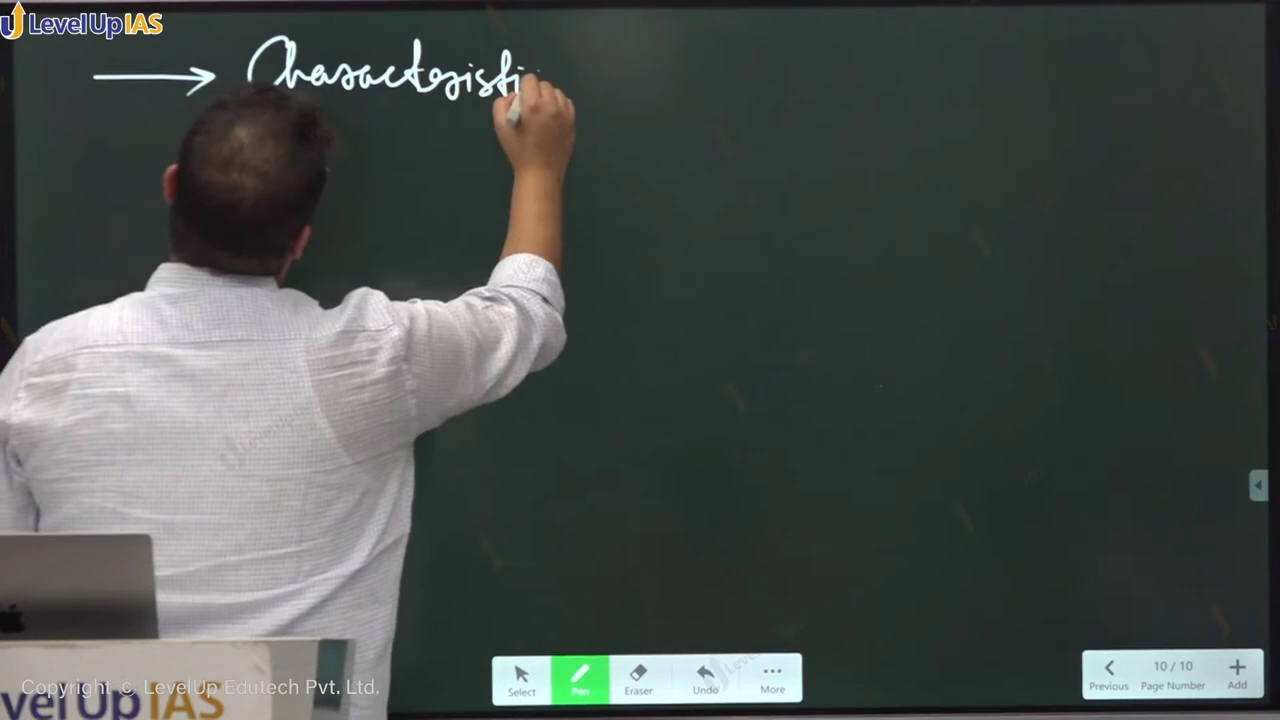 LevelUp IAS
→ Characteristi
Select Pen Eraser Undo More
10 / 10
Previous Page Number Add
Copyright © LevelUp Edutech Pvt. Ltd.
velUp IAS